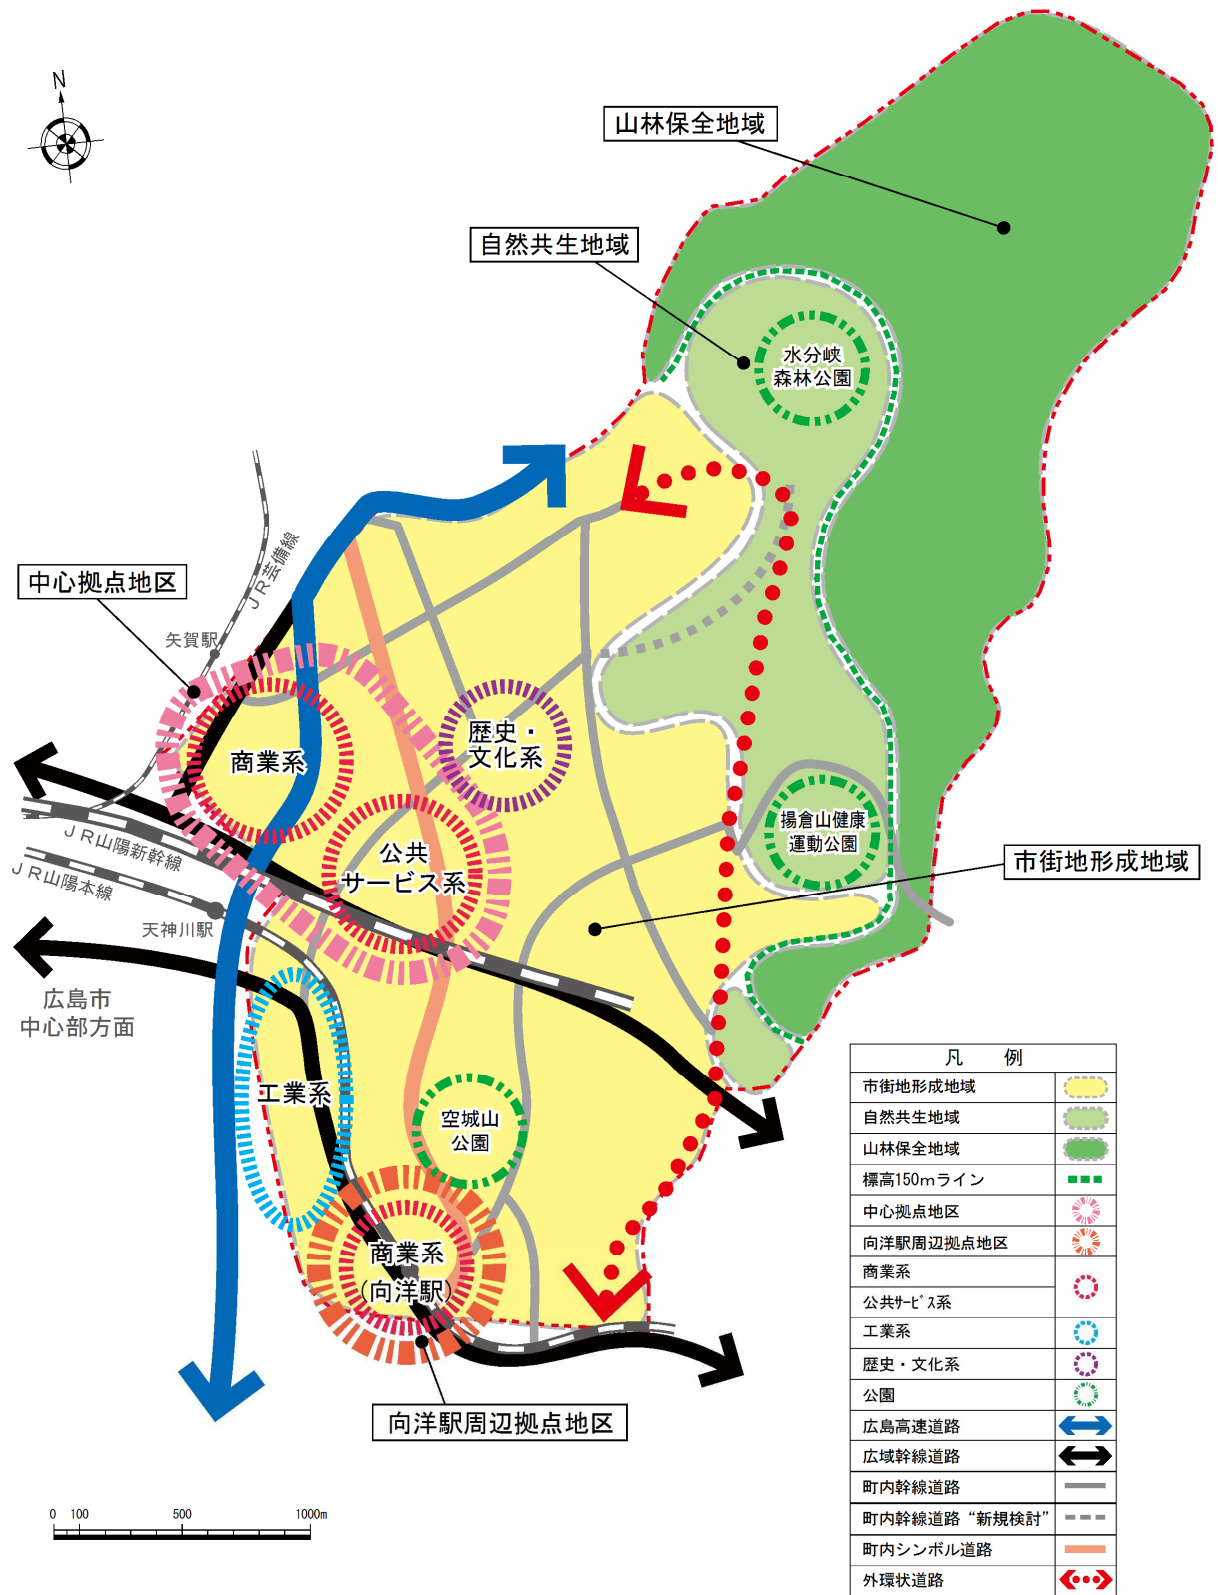 N
山林保全地域
自然共生地域
水分峡
森林公園
JR芸備線
中心拠点地区
矢賀駅
歴史・
文化系
商業系
揚倉山健康
運動公園
JR山陽新幹線
公共
サービス系
市街地形成地域
JR山陽本線
天神川駅
広島市
中心部方面
工業系
空城山
公園
商業系
(向洋駅)
向洋駅周辺拠点地区
0 100 500 1000m
凡 例
市街地形成地域
自然共生地域
山林保全地域
標高150mライン
中心拠点地区
向洋駅周辺拠点地区
商業系
公共サービス系
工業系
歴史・文化系
公園
広島高速道路
広域幹線道路
町内幹線道路
町内幹線道路“新規検討”
町内シンボル道路
外環状道路